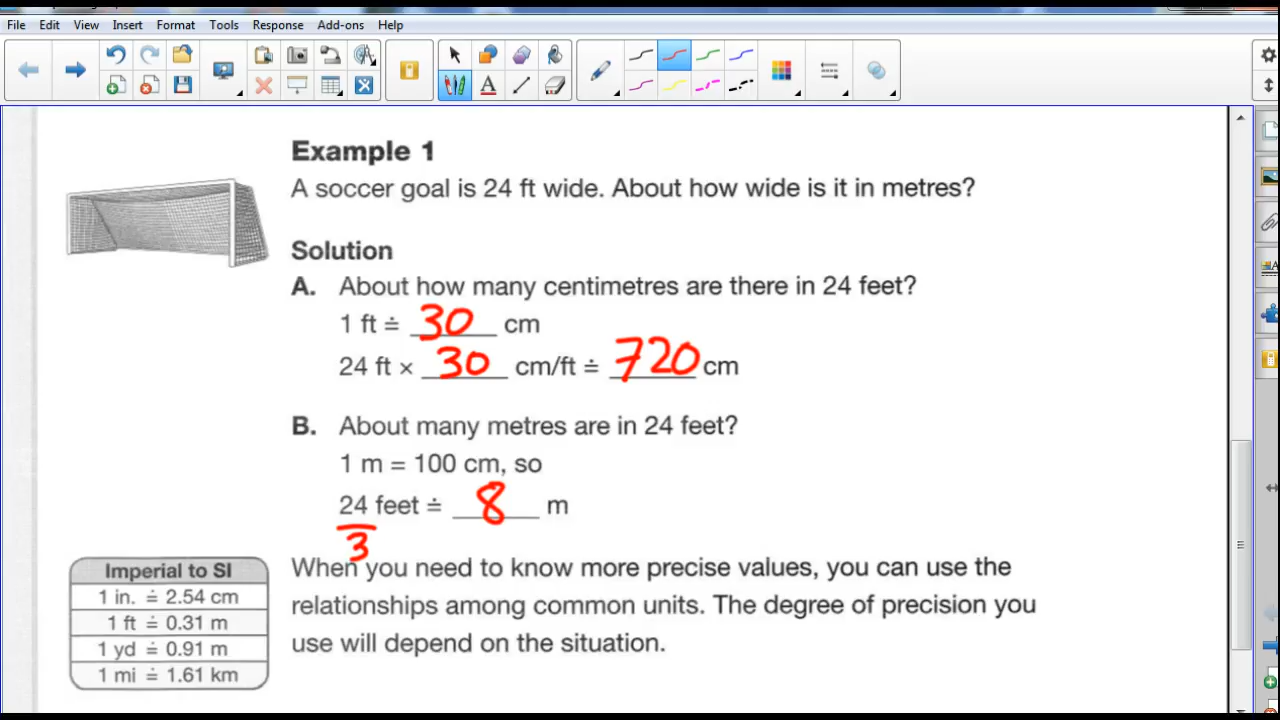 File Edit View Insert Format Tools Response Add-ons Help
Example 1
A soccer goal is 24 ft wide. About how wide is it in metres?
Solution
A. About how many centimetres are there in 24 feet?
1 ft ≐ 30 cm
24 ft × 30 cm/ft ≐ 720 cm
B. About many metres are in 24 feet?
1 m = 100 cm, so
24 feet ≐ 8 m
3
When you need to know more precise values, you can use the
relationships among common units. The degree of precision you
use will depend on the situation.
Imperial to SI
1 in. ≐ 2.54 cm
1 ft ≐ 0.31 m
1 yd ≐ 0.91 m
1 mi ≐ 1.61 km